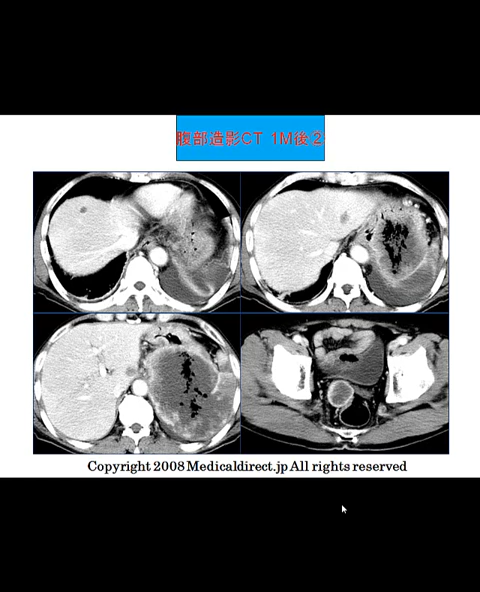 腹部造影CT 1M後②
Copyright 2008 Medicaldirect.jp All rights reserved